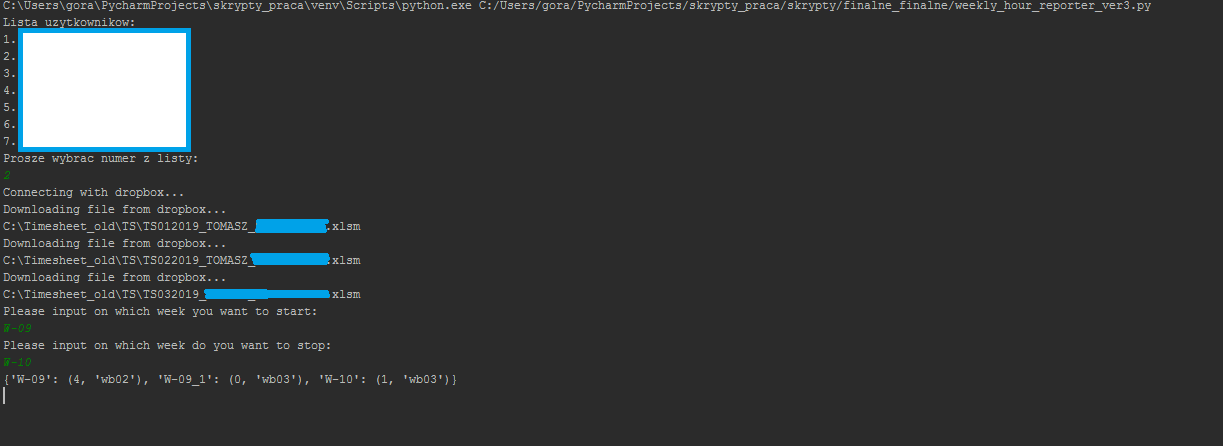 C:\Users\gora\PycharmProjects\skrypty_praca\venv\Scripts\python.exe C:/Users/gora/PycharmProjects/skrypty_praca/skrypty/finalne_finalne/weekly_hour_reporter_ver3.py
Lista uzytkownikow:
1.
2.
3.
4.
5.
6.
7.
Prosze wybrac numer z listy:
2
Connecting with dropbox...
Downloading file from dropbox...
C:\Timesheet_old\TS\TS012019_TOMASZ_ .xlsm
Downloading file from dropbox...
C:\Timesheet_old\TS\TS022019_TOMASZ_ .xlsm
Downloading file from dropbox...
C:\Timesheet_old\TS\TS032019_ .xlsm
Please input on which week you want to start:
W-09
Please input on which week do you want to stop:
W-10
{'W-09': (4, 'wb02'), 'W-09_1': (0, 'wb03'), 'W-10': (1, 'wb03')}